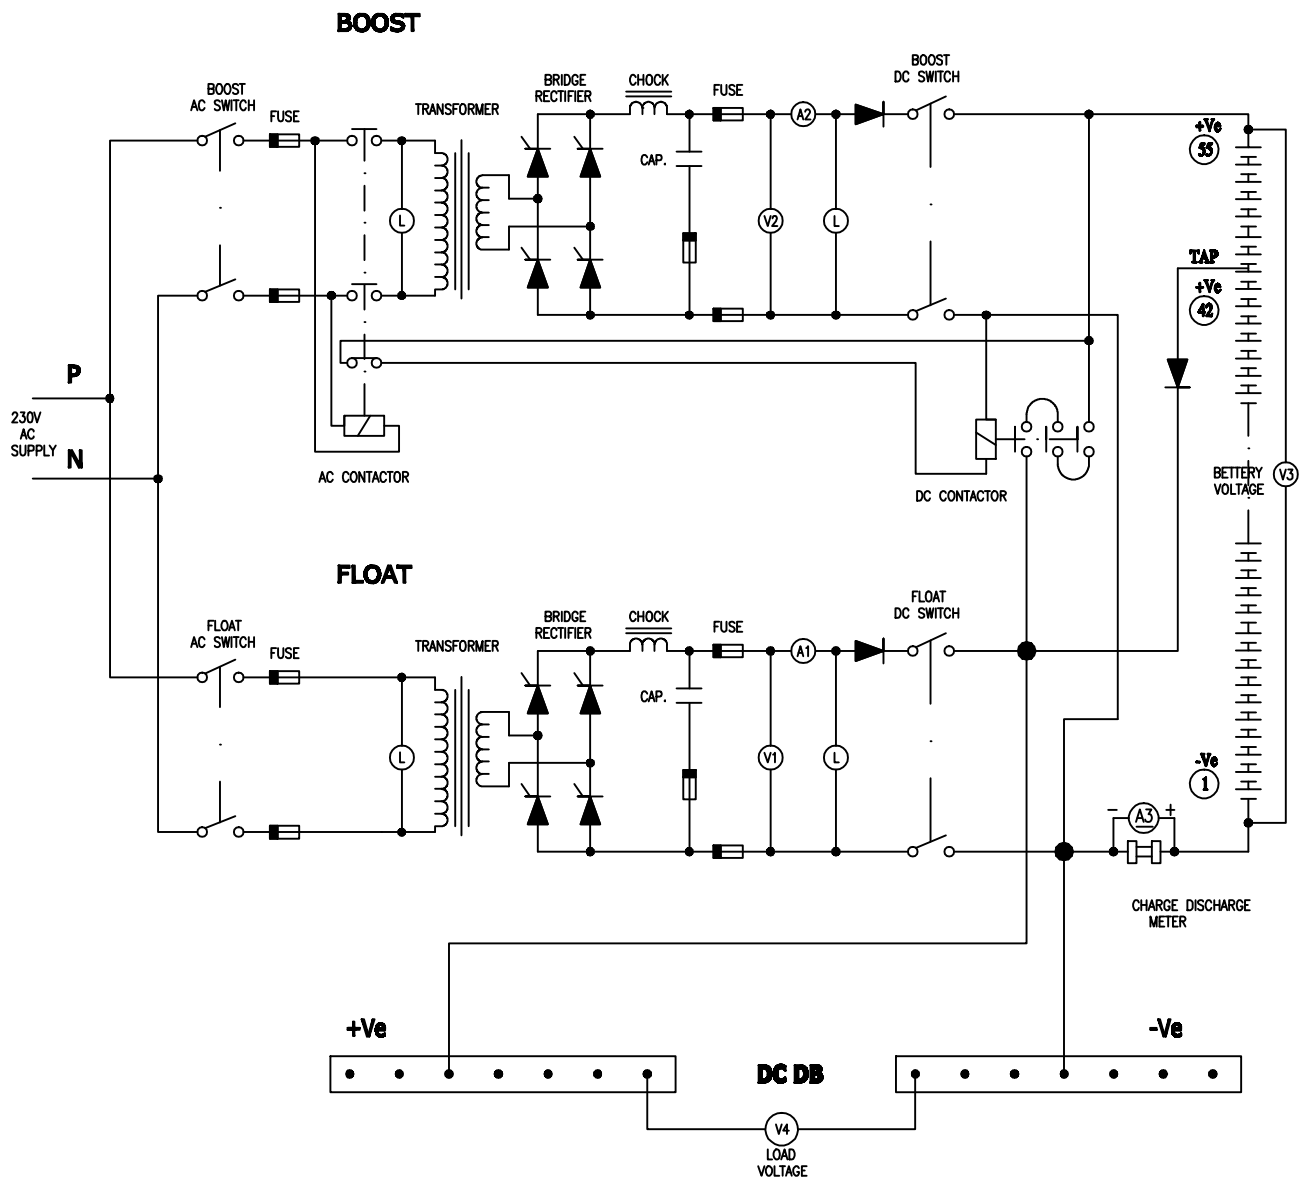 BOOST
BOOST
AC SWITCH
FUSE
TRANSFORMER
BRIDGE
RECTIFIER
CHOCK
CAP.
FUSE
BOOST
DC SWITCH
A2
V2
L
L
+Ve
55
TAP
+Ve
42
P
230V
AC
SUPPLY
N
AC CONTACTOR
DC CONTACTOR
BETTERY
VOLTAGE
V3
FLOAT
FLOAT
AC SWITCH
FUSE
TRANSFORMER
BRIDGE
RECTIFIER
CHOCK
CAP.
FUSE
FLOAT
DC SWITCH
A1
L
V1
L
-Ve
1
- A3 +
CHARGE DISCHARGE
METER
+Ve
-Ve
DC DB
V4
LOAD
VOLTAGE